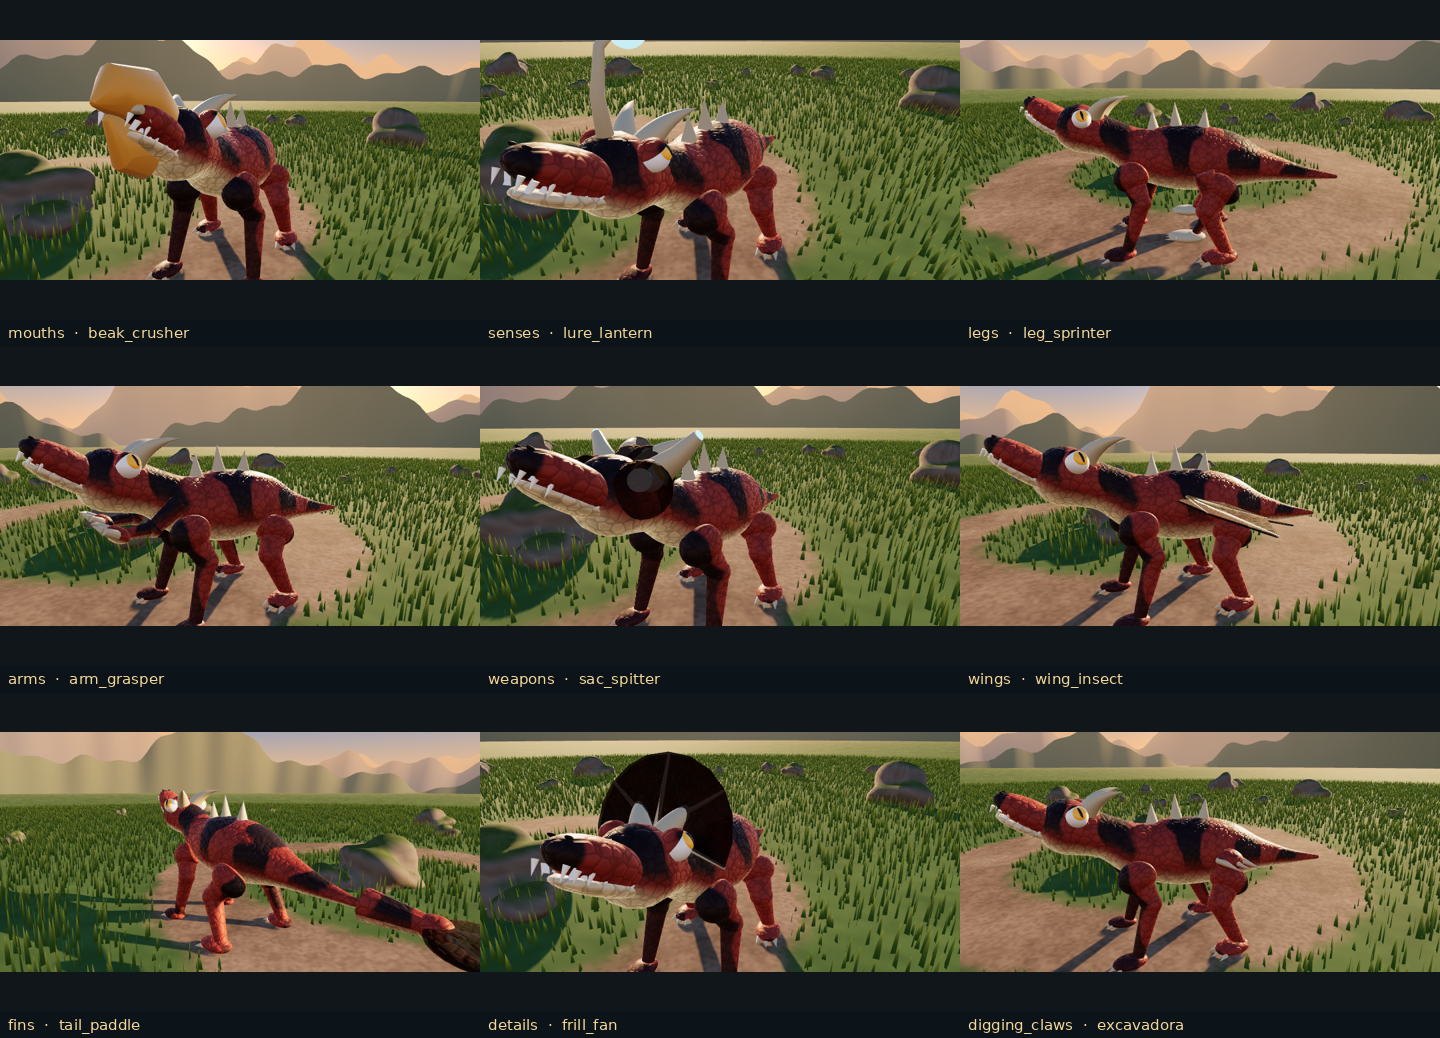 mouths · beak_crusher
senses · lure_lantern
legs · leg_sprinter
arms · arm_grasper
weapons · sac_spitter
wings · wing_insect
fins · tail_paddle
details · frill_fan
digging_claws · excavadora